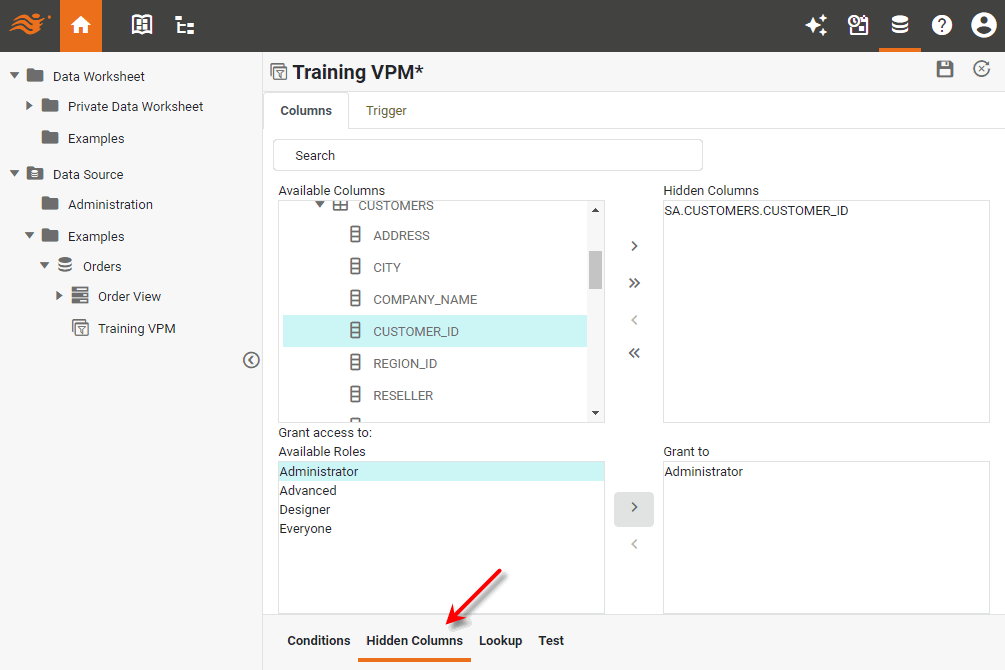 Data Worksheet
Private Data Worksheet
Examples
Data Source
Administration
Examples
Orders
Order View
Training VPM
Training VPM*
Columns
Trigger
Search
Available Columns
CUSTOMERS
ADDRESS
CITY
COMPANY_NAME
CUSTOMER_ID
REGION_ID
RESELLER
Hidden Columns
SA.CUSTOMERS.CUSTOMER_ID
Grant access to:
Available Roles
Administrator
Advanced
Designer
Everyone
Grant to
Administrator
Conditions Hidden Columns Lookup Test